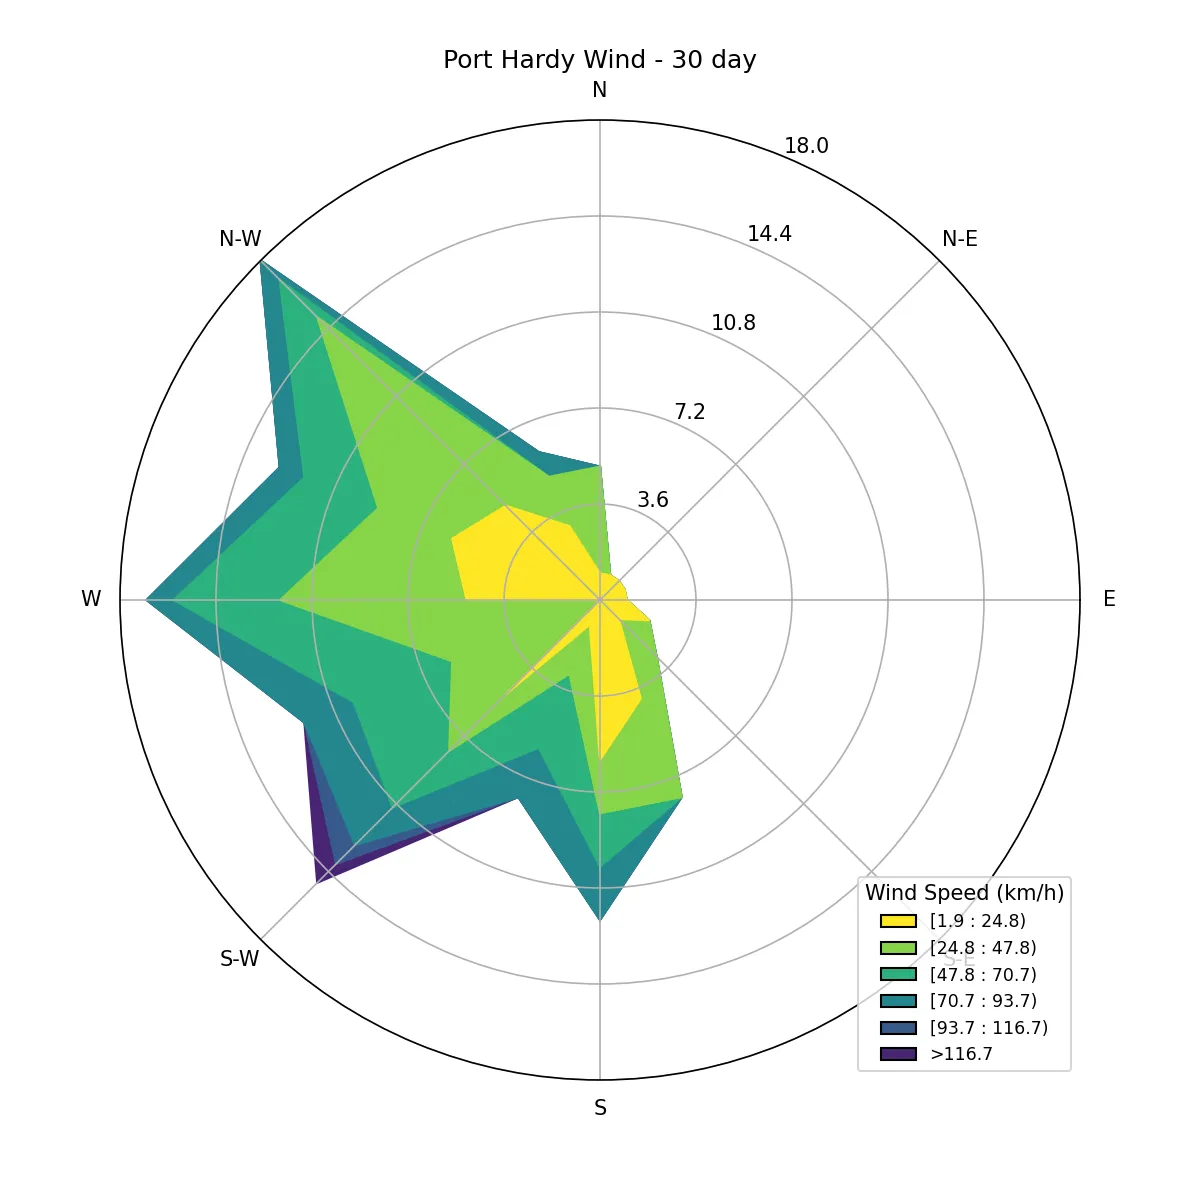 Port Hardy Wind - 30 day
N
18.0
N-W
14.4
N-E
10.8
7.2
3.6
W
E
Wind Speed (km/h)
[1.9 : 24.8)
[24.8 : 47.8)
S-W
S-E
[47.8 : 70.7)
[70.7 : 93.7)
[93.7 : 116.7)
>116.7
S